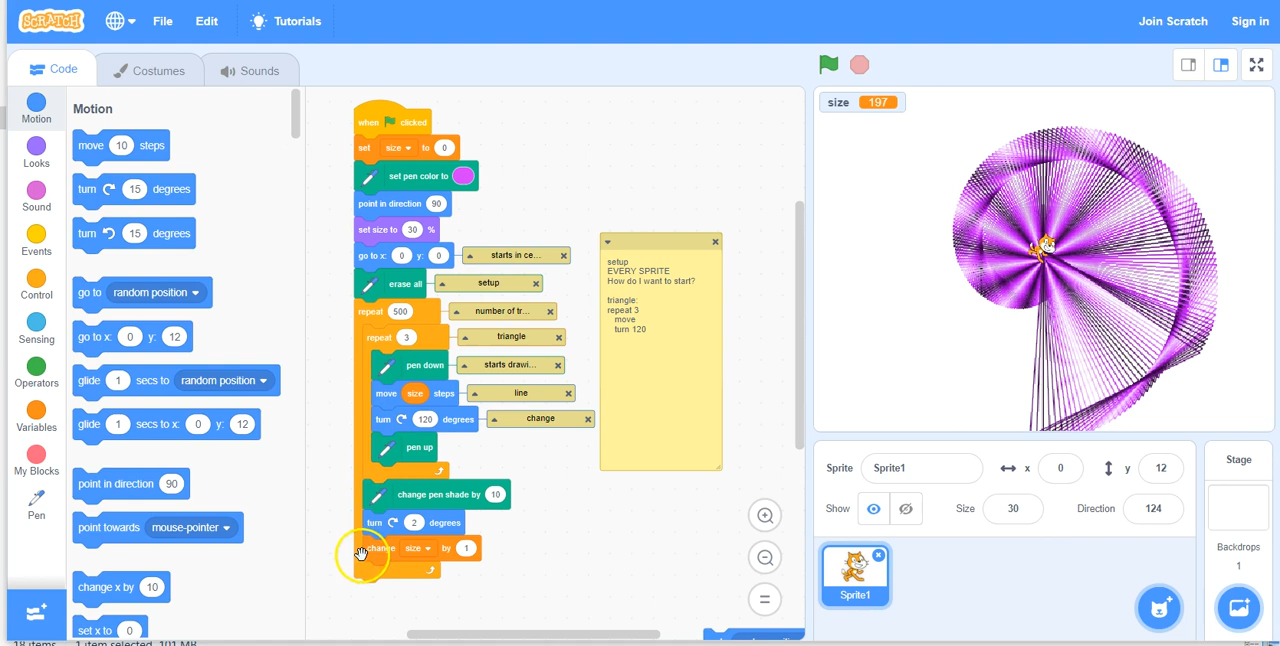 SCRATCH File Edit Tutorials Join Scratch Sign in
Code Costumes Sounds
Motion
Looks
Sound
Events
Control
Sensing
Operators
Variables
My Blocks
Pen
Motion
move 10 steps
turn 15 degrees
turn 15 degrees
go to random position
go to x: 0 y: 12
glide 1 secs to random position
glide 1 secs to x: 0 y: 12
point in direction 90
point towards mouse-pointer
change x by 10
set x to 0
when clicked
set size to 0
set pen color to
point in direction 90
set size to 30 %
go to x: 0 y: 0 starts in ce...
erase all setup
repeat 500 number of tr...
repeat 3 triangle
pen down starts drawi...
move size steps line
turn 120 degrees change
pen up
change pen shade by 10
turn 2 degrees
change size by 1
setup
EVERY SPRITE
How do I want to start?
triangle:
repeat 3
move
turn 120
size 197
Sprite Sprite1 x 0 y 12
Show Size 30 Direction 124
Sprite1
Stage
Backdrops
1
18 items 1 item selected 101 MB